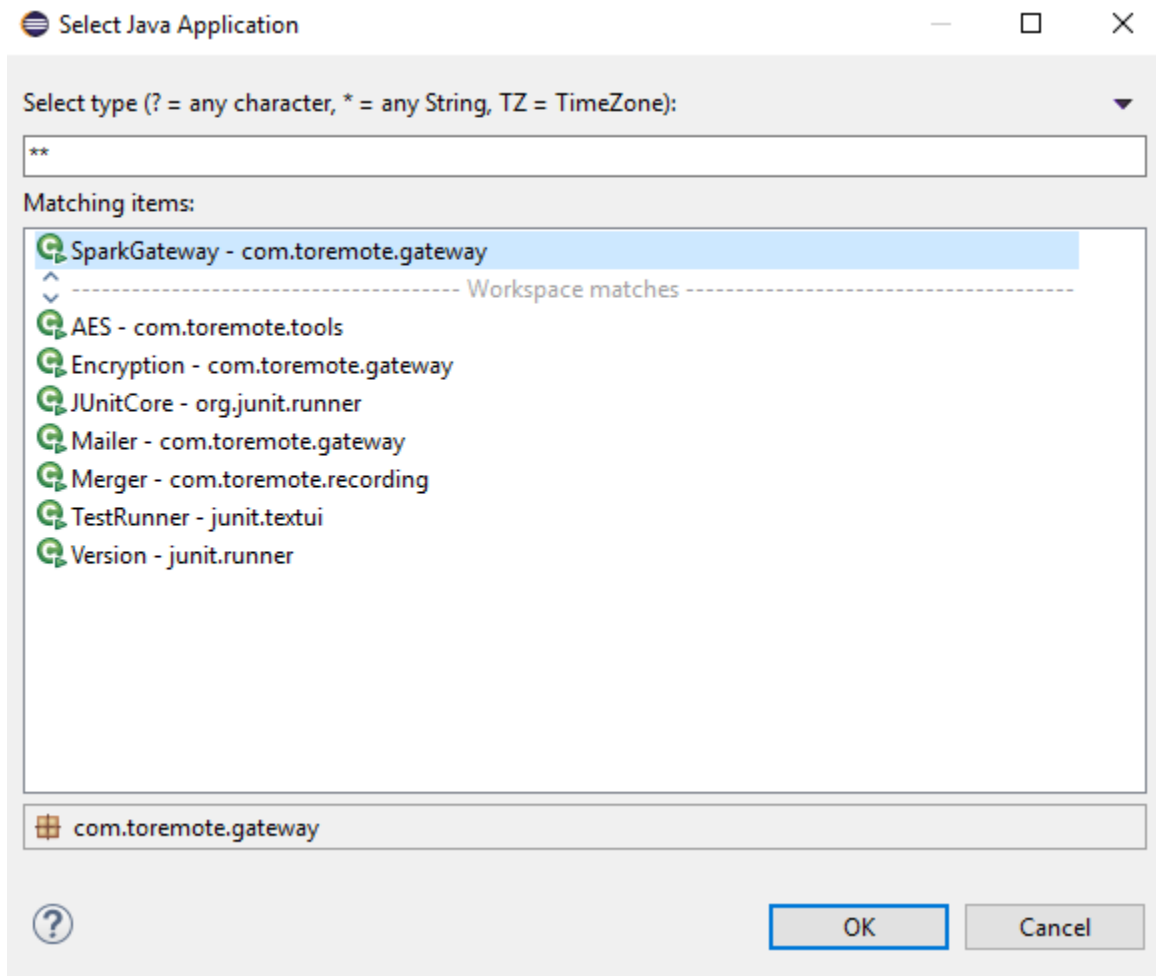 Select Java Application
Select type (? = any character, * = any String, TZ = TimeZone):
**
Matching items:
SparkGateway - com.toremote.gateway
--------------------------------------- Workspace matches ---------------------------------------
AES - com.toremote.tools
Encryption - com.toremote.gateway
JUnitCore - org.junit.runner
Mailer - com.toremote.gateway
Merger - com.toremote.recording
TestRunner - junit.textui
Version - junit.runner
com.toremote.gateway
? OK Cancel